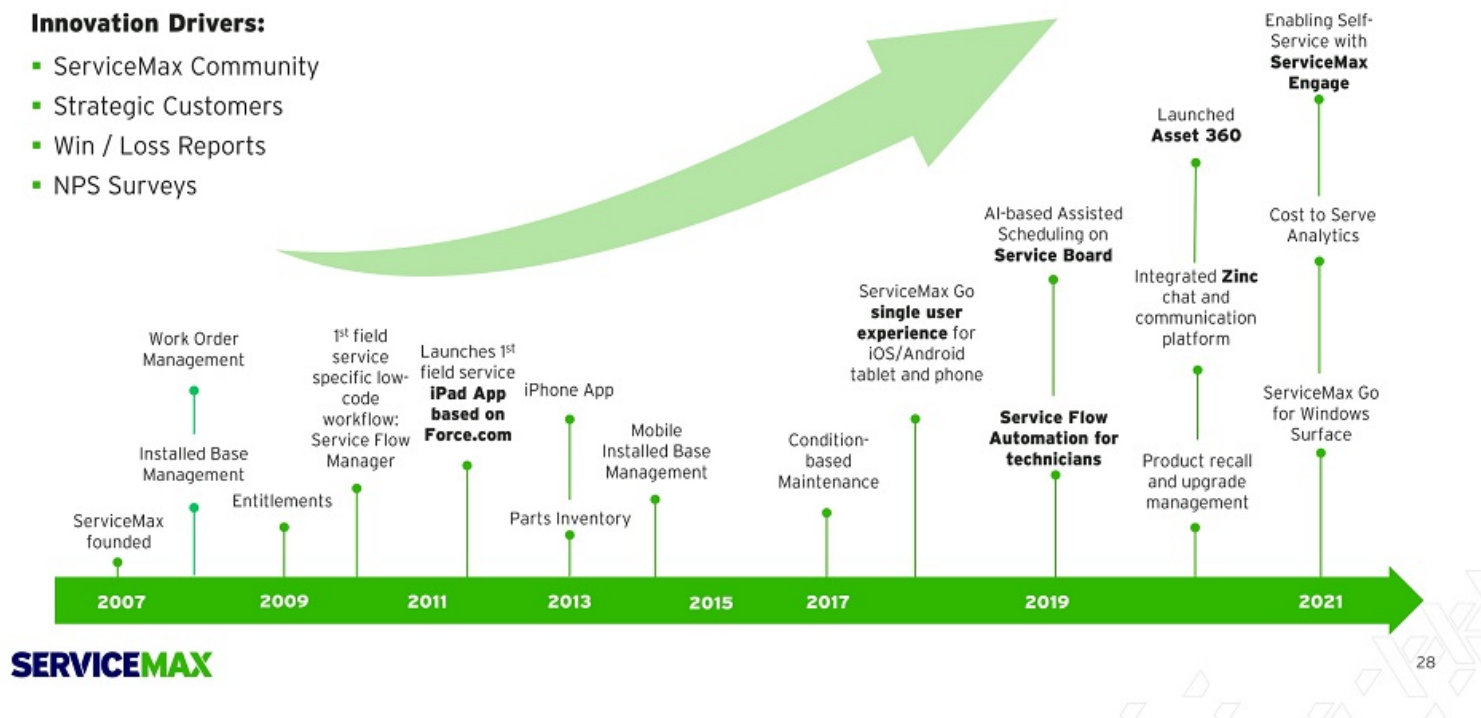 Innovation Drivers:
▪ ServiceMax Community
▪ Strategic Customers
▪ Win / Loss Reports
▪ NPS Surveys
ServiceMax
founded
Work Order
Management
Installed Base
Management
Entitlements
1st field
service
specific low-
code
workflow:
Service Flow
Manager
Launches 1st
field service
iPad App
based on
Force.com
iPhone App
Parts Inventory
Mobile
Installed Base
Management
Condition-
based
Maintenance
ServiceMax Go
single user
experience for
iOS/Android
tablet and phone
AI-based Assisted
Scheduling on
Service Board
Service Flow
Automation for
technicians
Launched
Asset 360
Integrated Zinc
chat and
communication
platform
Product recall
and upgrade
management
Enabling Self-
Service with
ServiceMax
Engage
Cost to Serve
Analytics
ServiceMax Go
for Windows
Surface
2007 2009 2011 2013 2015 2017 2019 2021
SERVICEMAX
28